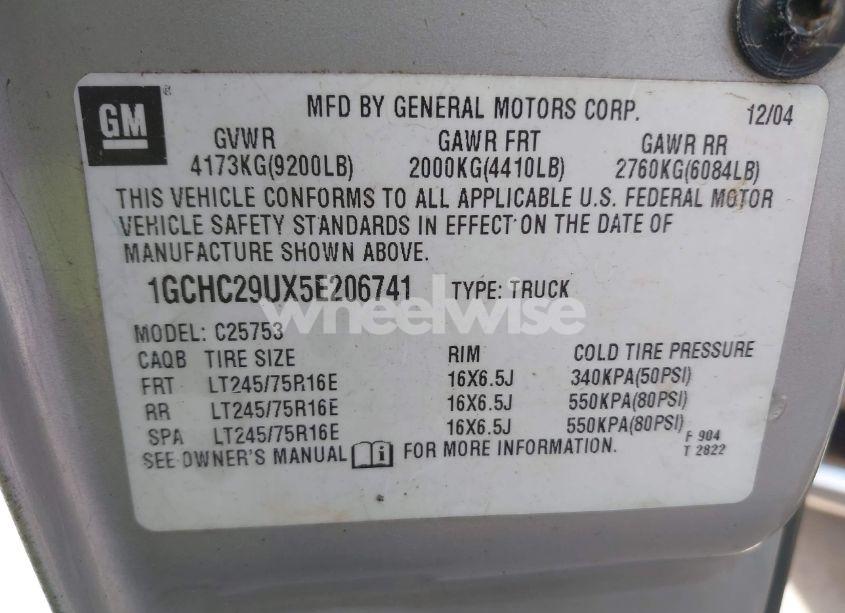 GM
®
MFD BY GENERAL MOTORS CORP. 12/04
GVWR GAWR FRT GAWR RR
4173KG(9200LB) 2000KG(4410LB) 2760KG(6084LB)
THIS VEHICLE CONFORMS TO ALL APPLICABLE U.S. FEDERAL MOTOR
VEHICLE SAFETY STANDARDS IN EFFECT ON THE DATE OF
MANUFACTURE SHOWN ABOVE.
1GCHC29UX5E206741 TYPE: TRUCK
wheelwise
MODEL: C25753
CAQB TIRE SIZE RIM COLD TIRE PRESSURE
FRT LT245/75R16E 16X6.5J 340KPA(50PSI)
RR LT245/75R16E 16X6.5J 550KPA(80PSI)
SPA LT245/75R16E 16X6.5J 550KPA(80PSI)
F 904
SEE OWNER'S MANUAL i FOR MORE INFORMATION. T 2822